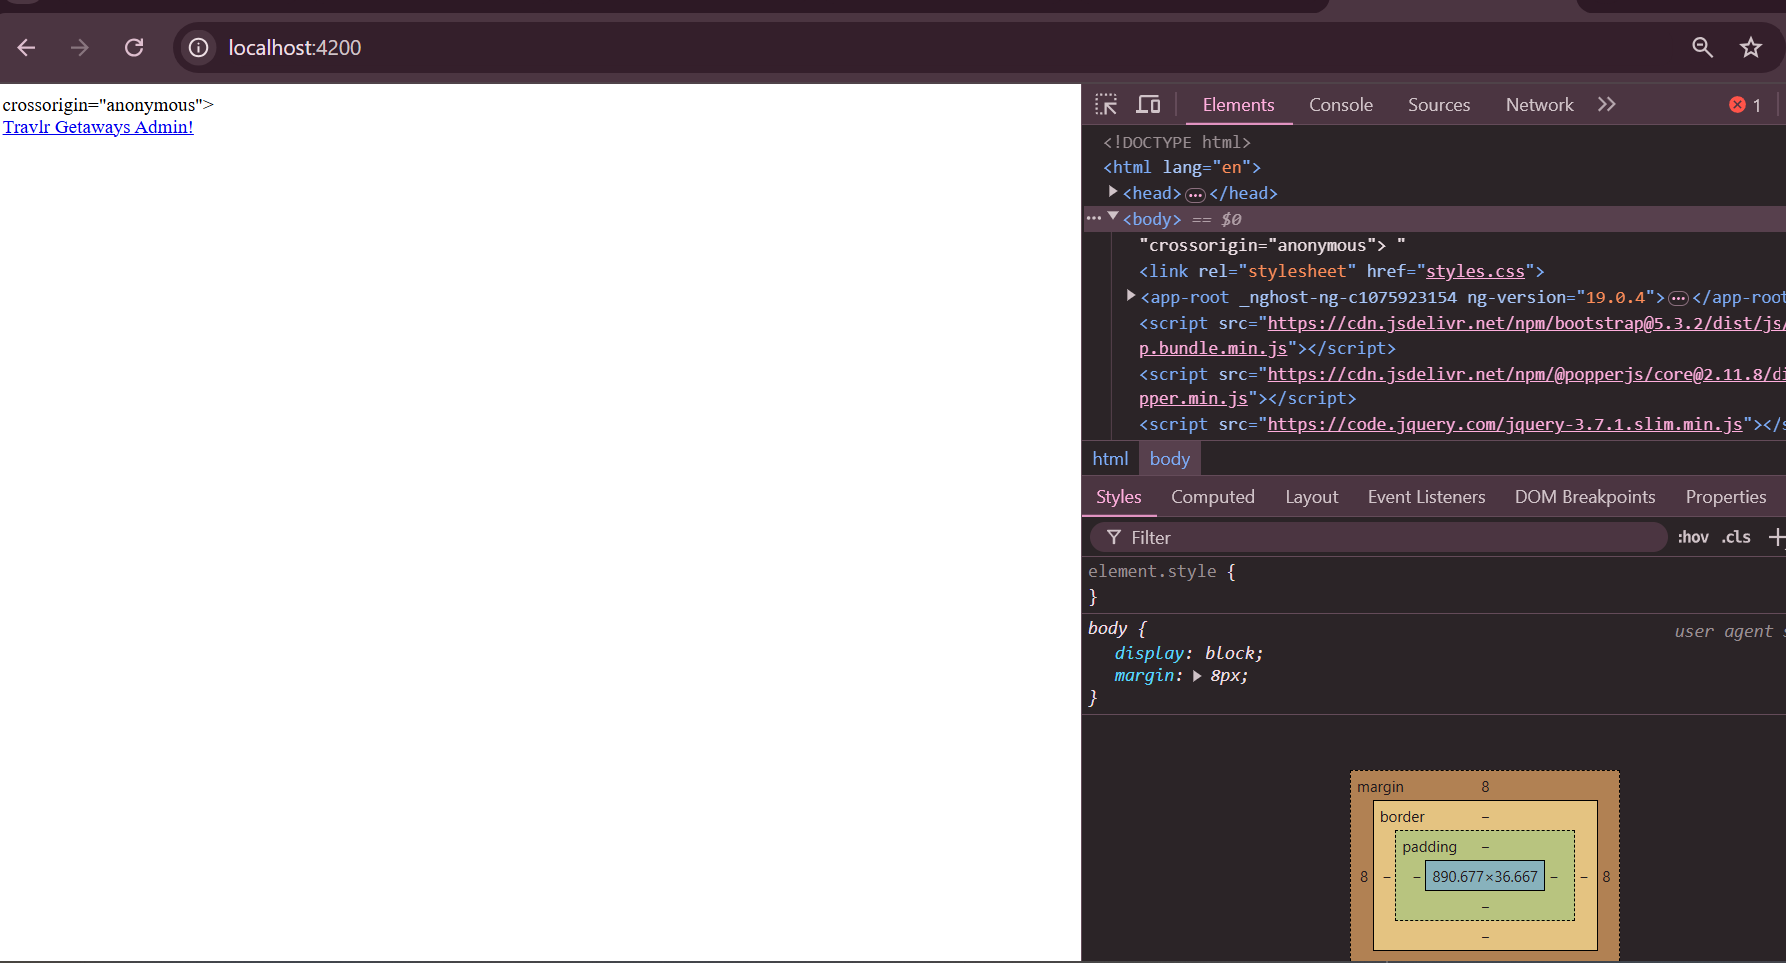 localhost:4200
crossorigin="anonymous">
Travlr Getaways Admin!
Elements Console Sources Network 1
<!DOCTYPE html>
<html lang="en">
<head> </head>
<body> == $0
"crossorigin="anonymous"> "
<link rel="stylesheet" href="styles.css">
<app-root _nghost-ng-c1075923154 ng-version="19.0.4"> </app-root
<script src="https://cdn.jsdelivr.net/npm/bootstrap@5.3.2/dist/js/
p.bundle.min.js"></script>
<script src="https://cdn.jsdelivr.net/npm/@popperjs/core@2.11.8/di
pper.min.js"></script>
<script src="https://code.jquery.com/jquery-3.7.1.slim.min.js"></s
html body
Styles Computed Layout Event Listeners DOM Breakpoints Properties
Filter :hov .cls
element.style {
}
body { user agent s
display: block;
margin: 8px;
}
margin 8
border –
padding –
8 – – 890.677×36.667 – – 8
–
–